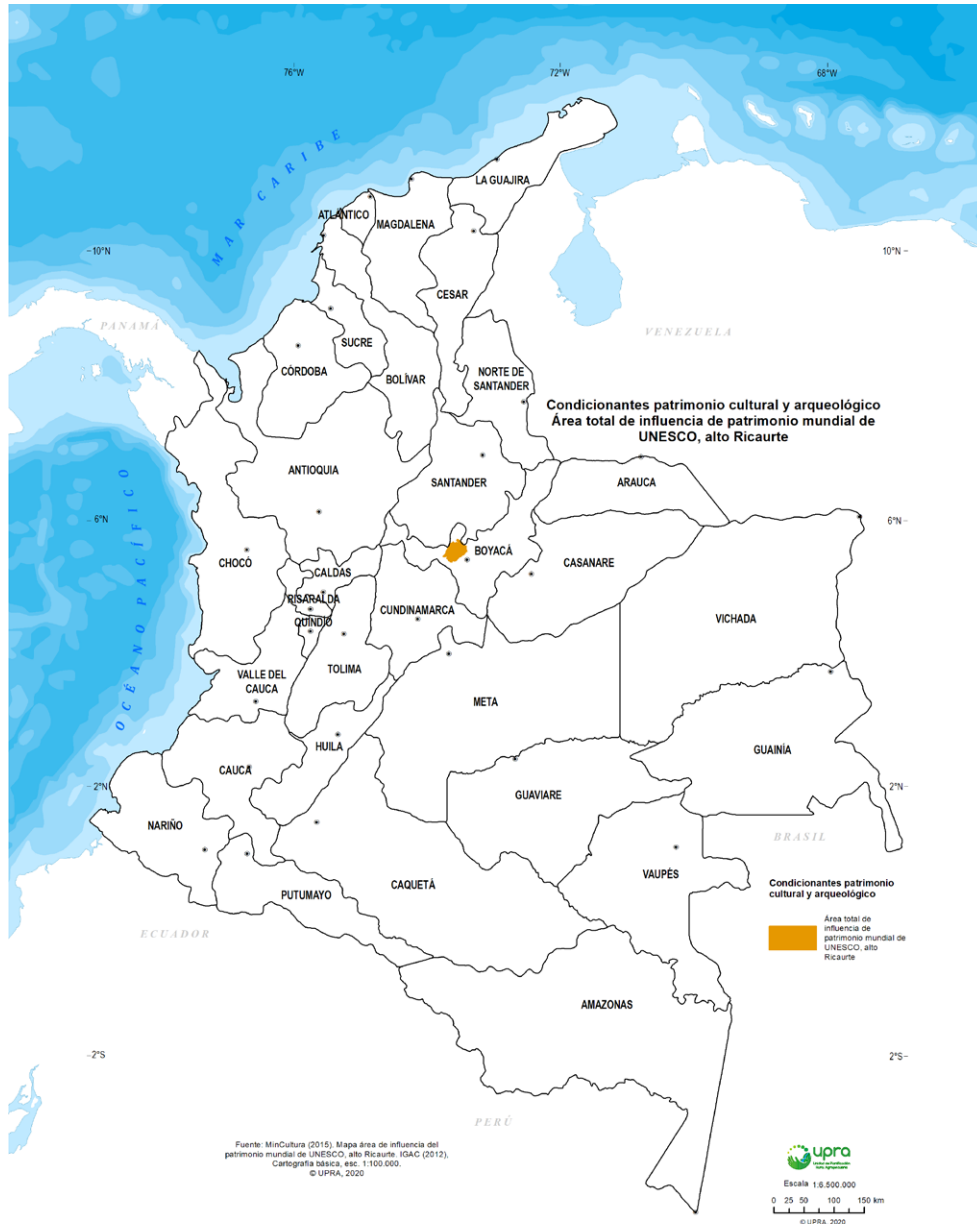 76°W
72°W
68°W
MAR CARIBE
LA GUAJIRA
ATLÁNTICO
MAGDALENA
10°N
10°N
CESAR
PANAMÁ
VENEZUELA
SUCRE
CÓRDOBA
BOLÍVAR
NORTE DE
SANTANDER
Condicionantes patrimonio cultural y arqueológico
Área total de influencia de patrimonio mundial de
UNESCO, alto Ricaurte
ANTIOQUIA
SANTANDER
ARAUCA
OCÉANO PACÍFICO
6°N
6°N
BOYACÁ
CHOCÓ
CASANARE
CALDAS
RISARALDA
CUNDINAMARCA
QUINDÍO
VICHADA
TOLIMA
VALLE DEL
CAUCA
META
HUILA
GUAINÍA
CAUCA
2°N
2°N
GUAVIARE
NARIÑO
BRASIL
VAUPÉS
CAQUETÁ
PUTUMAYO
ECUADOR
Condicionantes patrimonio
cultural y arqueológico
Área total de
influencia de
patrimonio mundial de
UNESCO, alto
Ricaurte
AMAZONAS
2°S
2°S
PERÚ
Fuente: MinCultura (2015). Mapa área de influencia del
patrimonio mundial de UNESCO, alto Ricaurte. IGAC (2012),
Cartografía básica, esc. 1:100.000.
© UPRA, 2020
upra
Escala 1:6.500.000
0 25 50 100 150 km
© UPRA, 2020